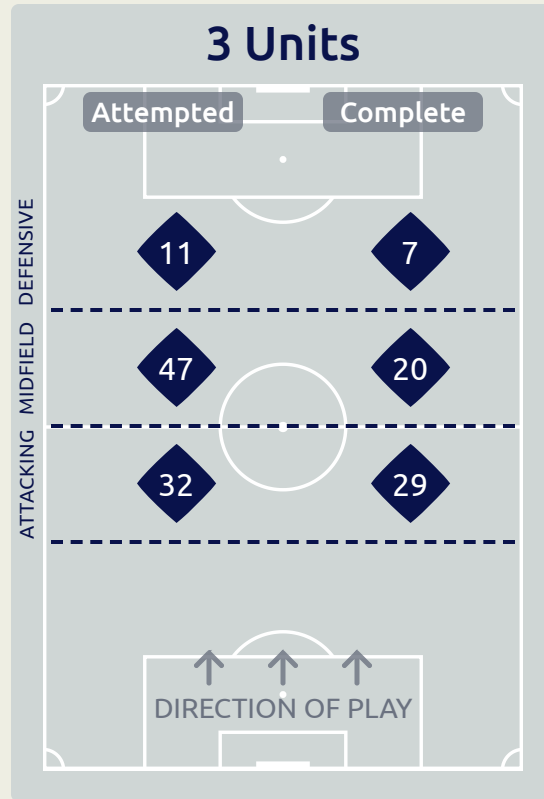 3 Units
Attempted Complete
DEFENSIVE
11 7
MIDFIELD
47 20
ATTACKING
32 29
DIRECTION OF PLAY